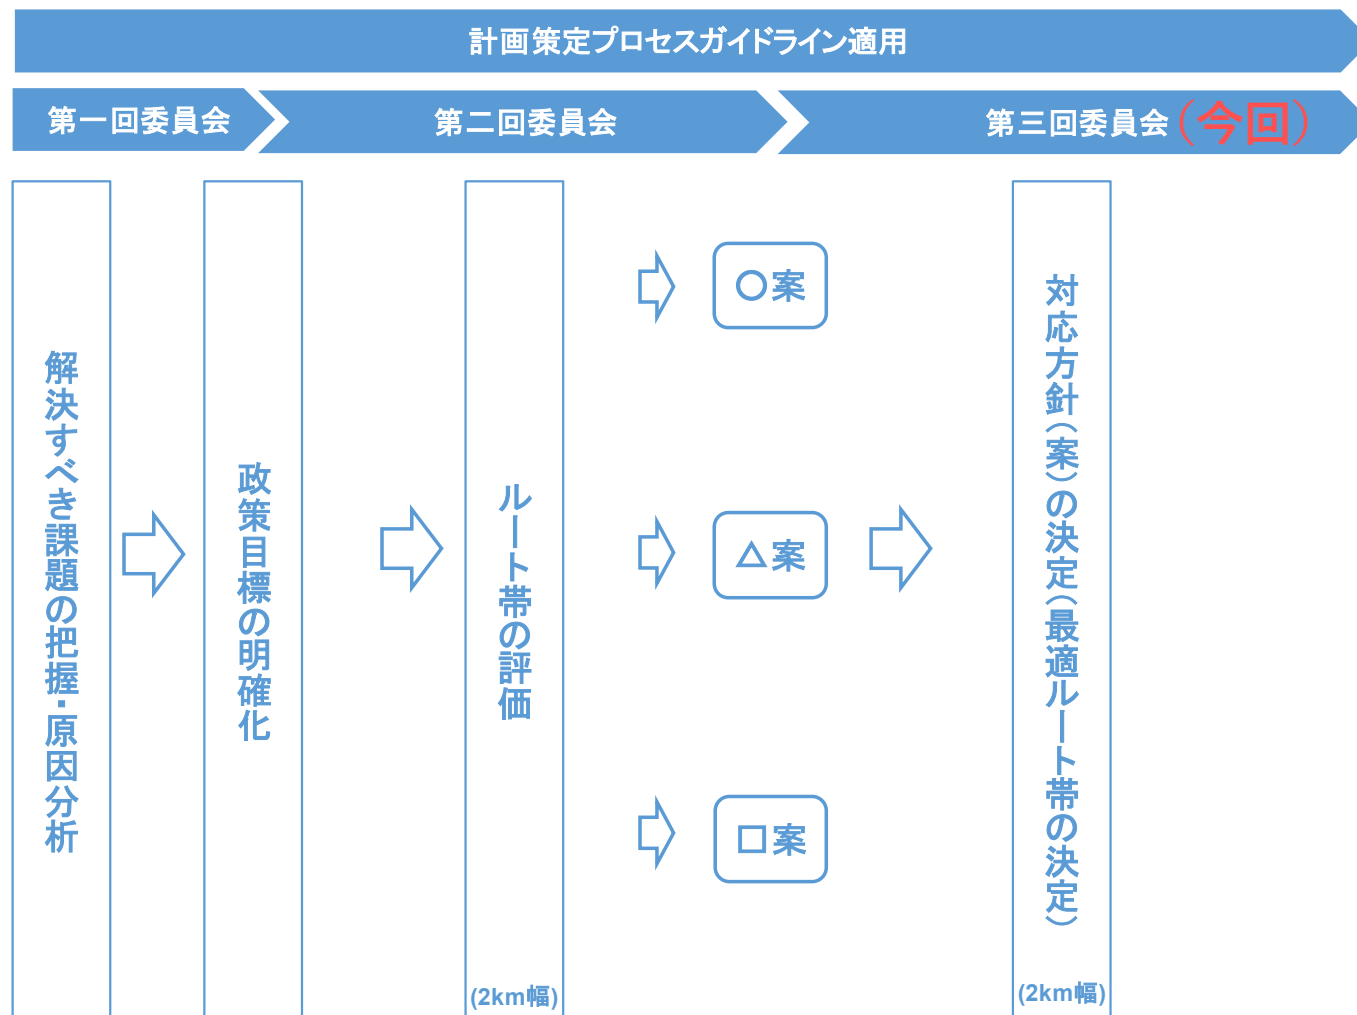 計画策定プロセスガイドライン適用
第一回委員会
第二回委員会
第三回委員会(今回)
解決すべき課題の把握・原因分析
政策目標の明確化
ルート帯の評価
(2km幅)
○案
△案
□案
対応方針(案)の決定(最適ルート帯の決定)
(2km幅)